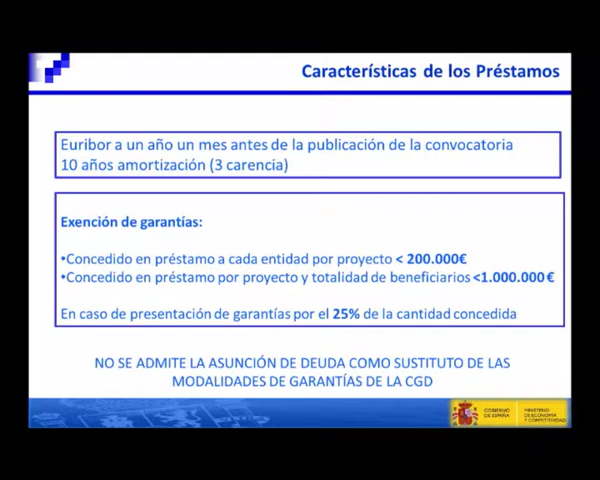 Características de los Préstamos
Euribor a un año un mes antes de la publicación de la convocatoria
10 años amortización (3 carencia)
Exención de garantías:
•Concedido en préstamo a cada entidad por proyecto < 200.000€
•Concedido en préstamo por proyecto y totalidad de beneficiarios <1.000.000 €
En caso de presentación de garantías por el 25% de la cantidad concedida
NO SE ADMITE LA ASUNCIÓN DE DEUDA COMO SUSTITUTO DE LAS
MODALIDADES DE GARANTÍAS DE LA CGD
GOBIERNO
DE ESPAÑA
MINISTERIO
DE ECONOMÍA
Y COMPETITIVIDAD